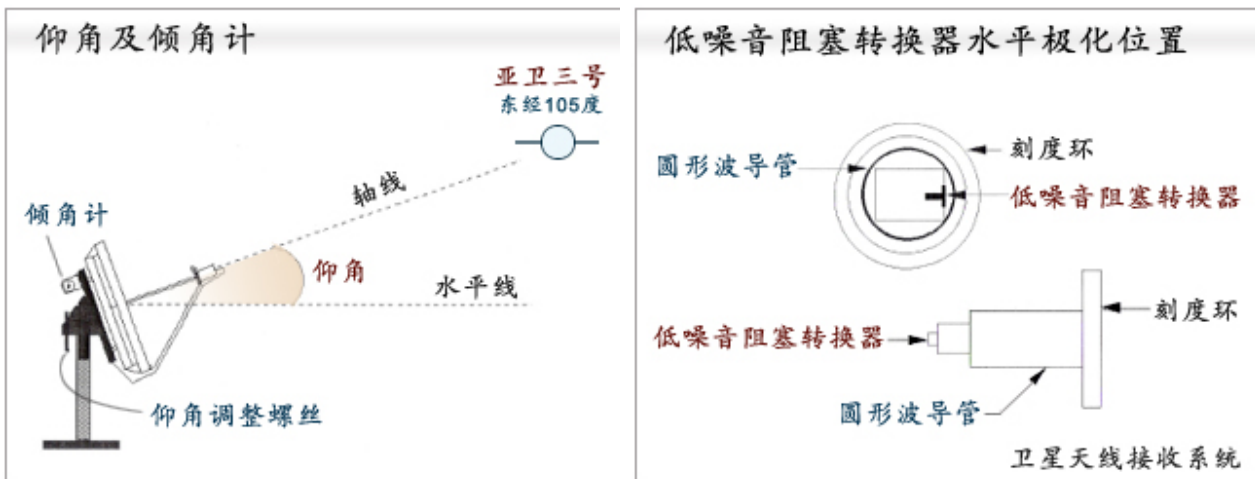 仰角及倾角计
亚卫三号
东经105度
轴线
倾角计
仰角
水平线
仰角调整螺丝
低噪音阻塞转换器水平极化位置
刻度环
圆形波导管
低噪音阻塞转换器
刻度环
低噪音阻塞转换器
圆形波导管
卫星天线接收系统